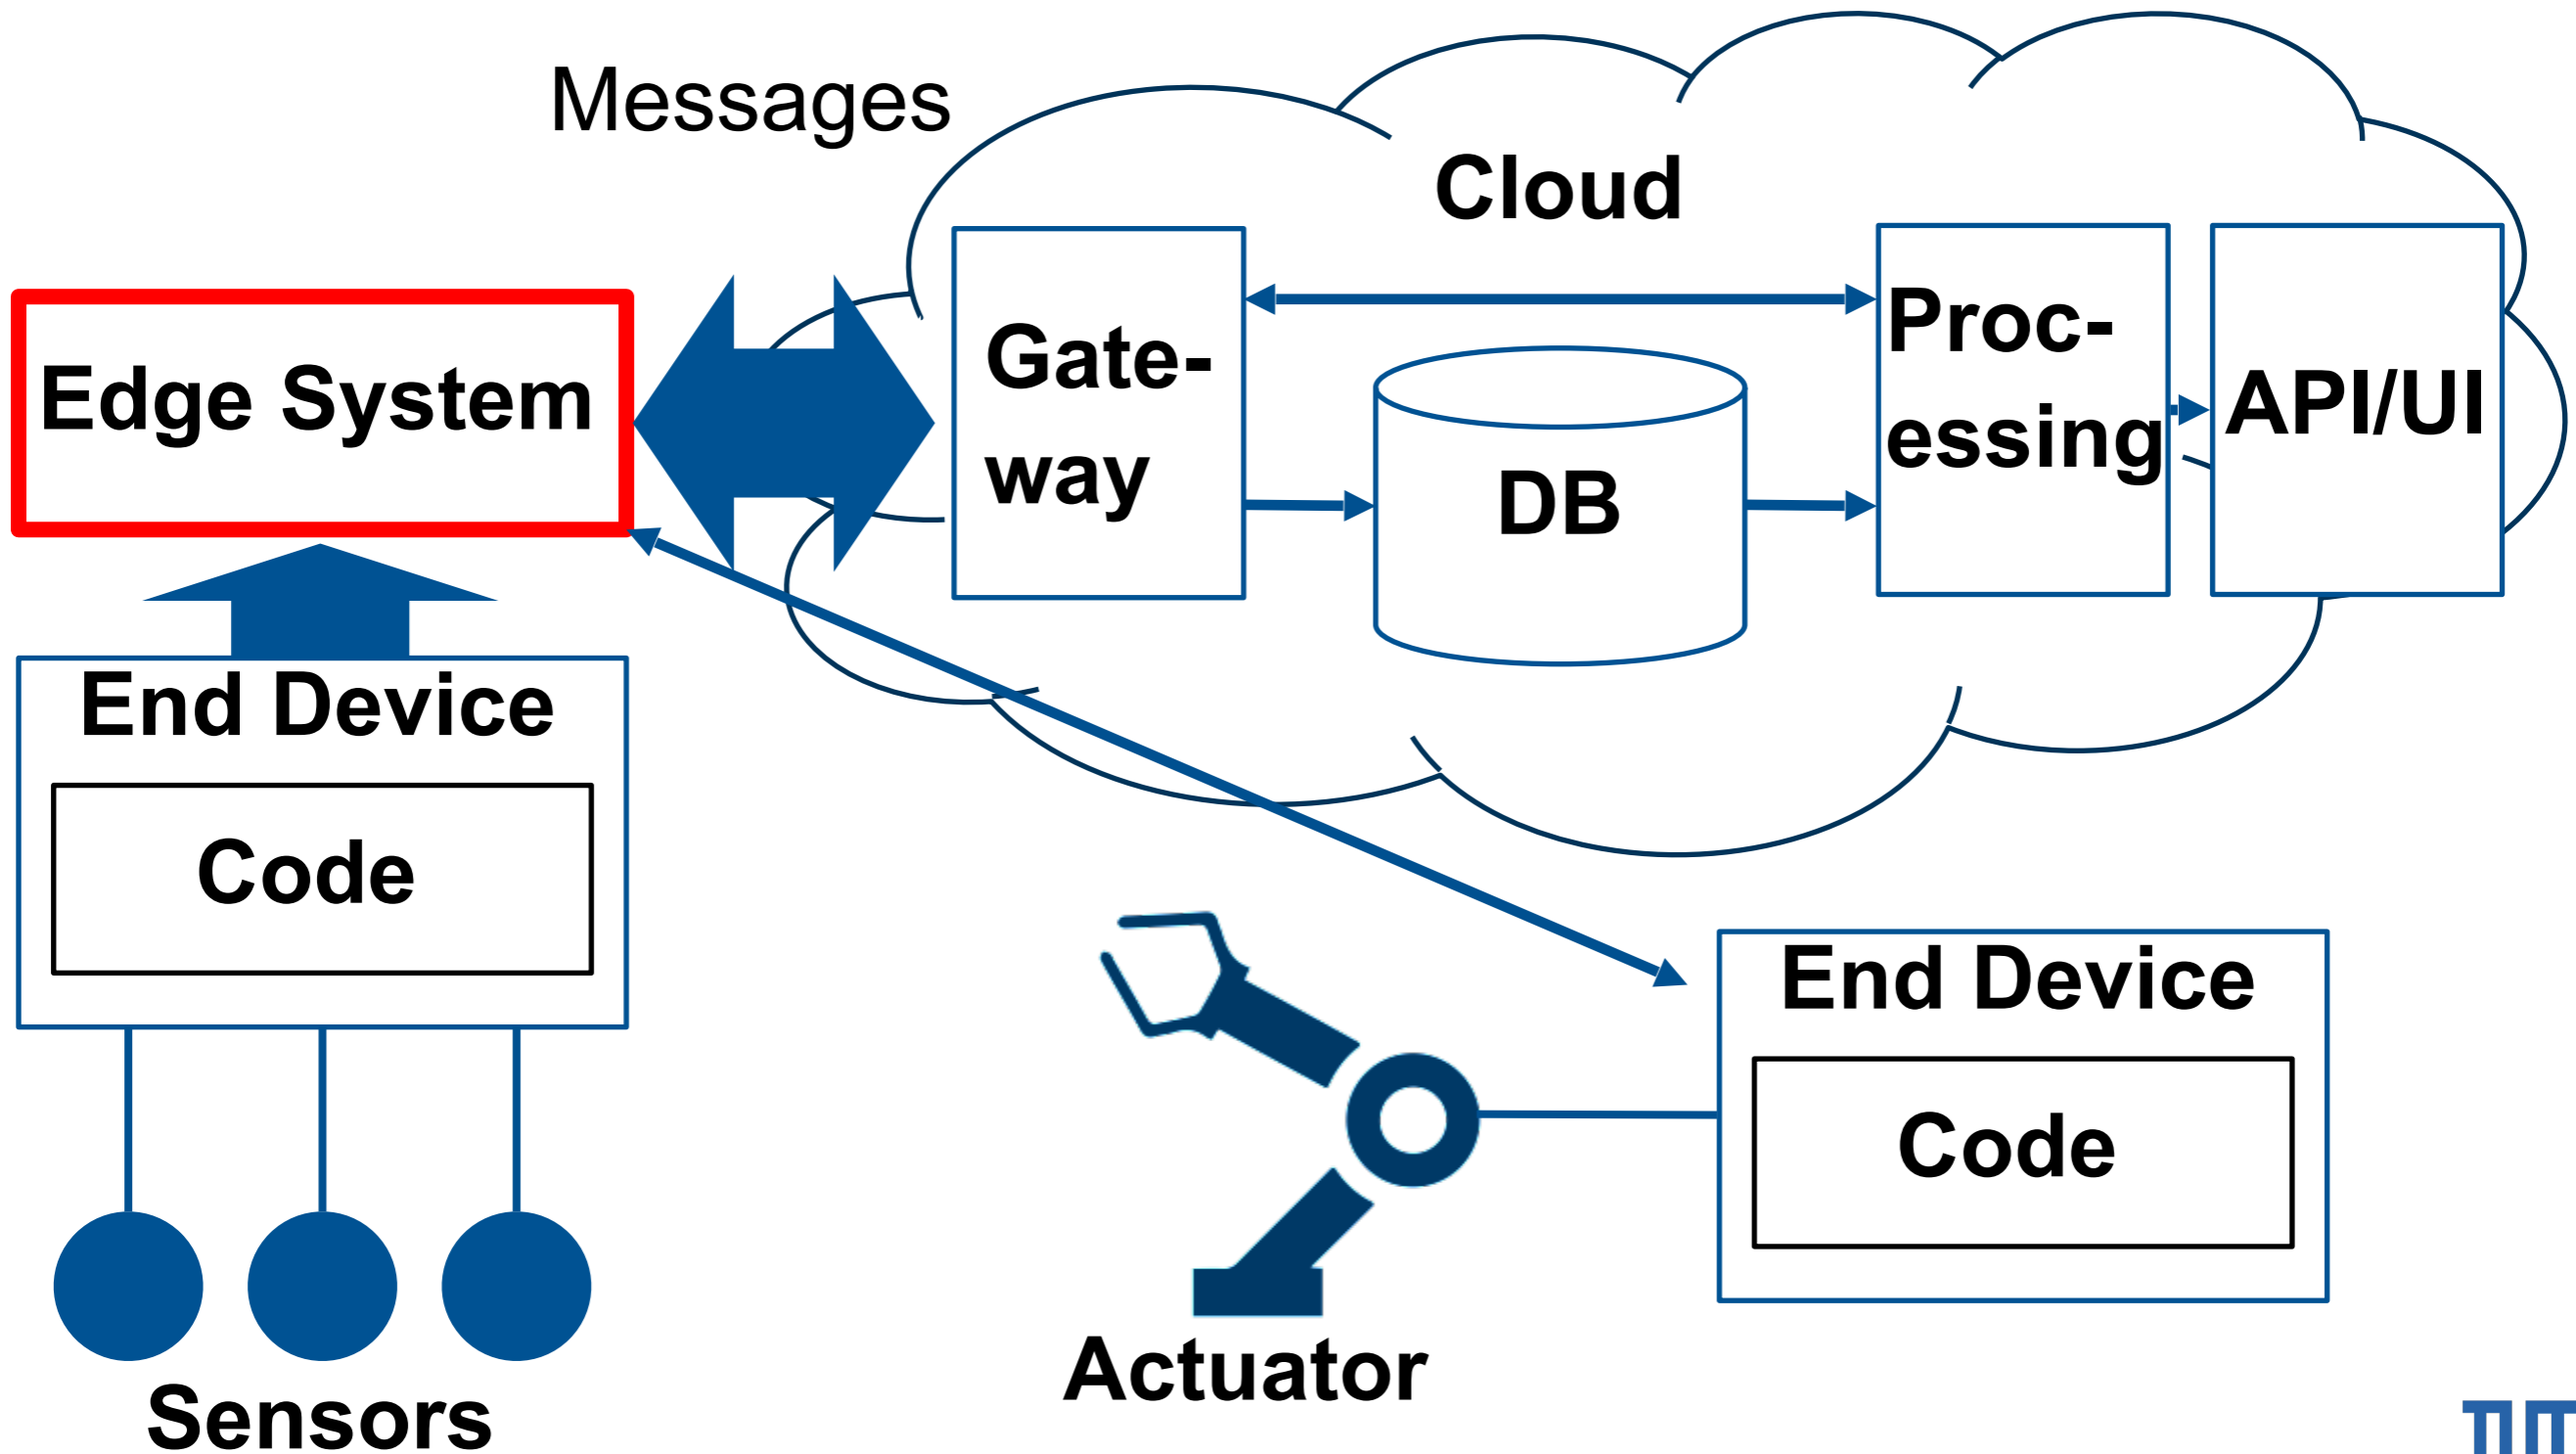 Messages
Cloud
Edge System
Gate-
way
DB
Proc-
essing
API/UI
End Device
Code
End Device
Code
Actuator
Sensors